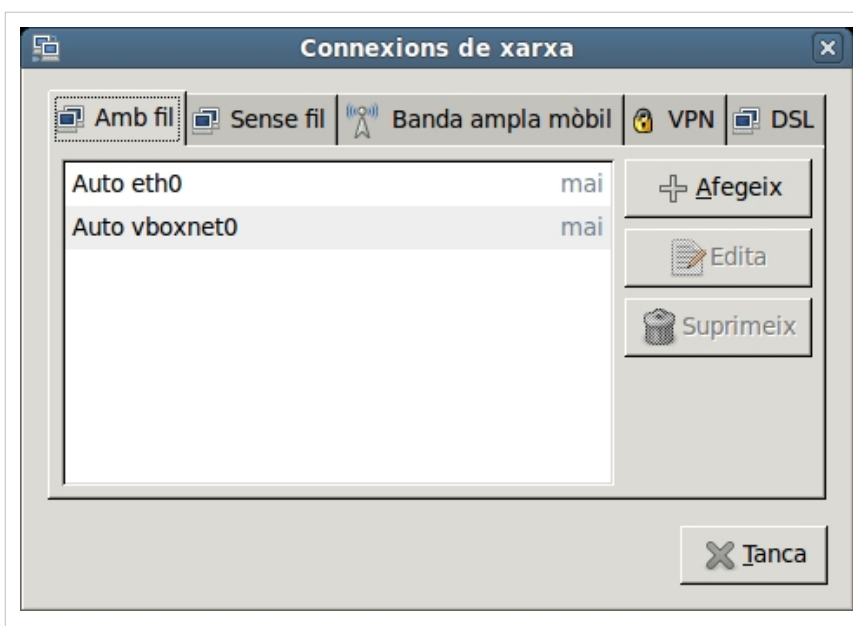 Connexions de xarxa
Amb fil Sense fil Banda ampla mòbil VPN DSL
Auto eth0 mai
Auto vboxnet0 mai
Afegeix
Edita
Suprimeix
Tanca